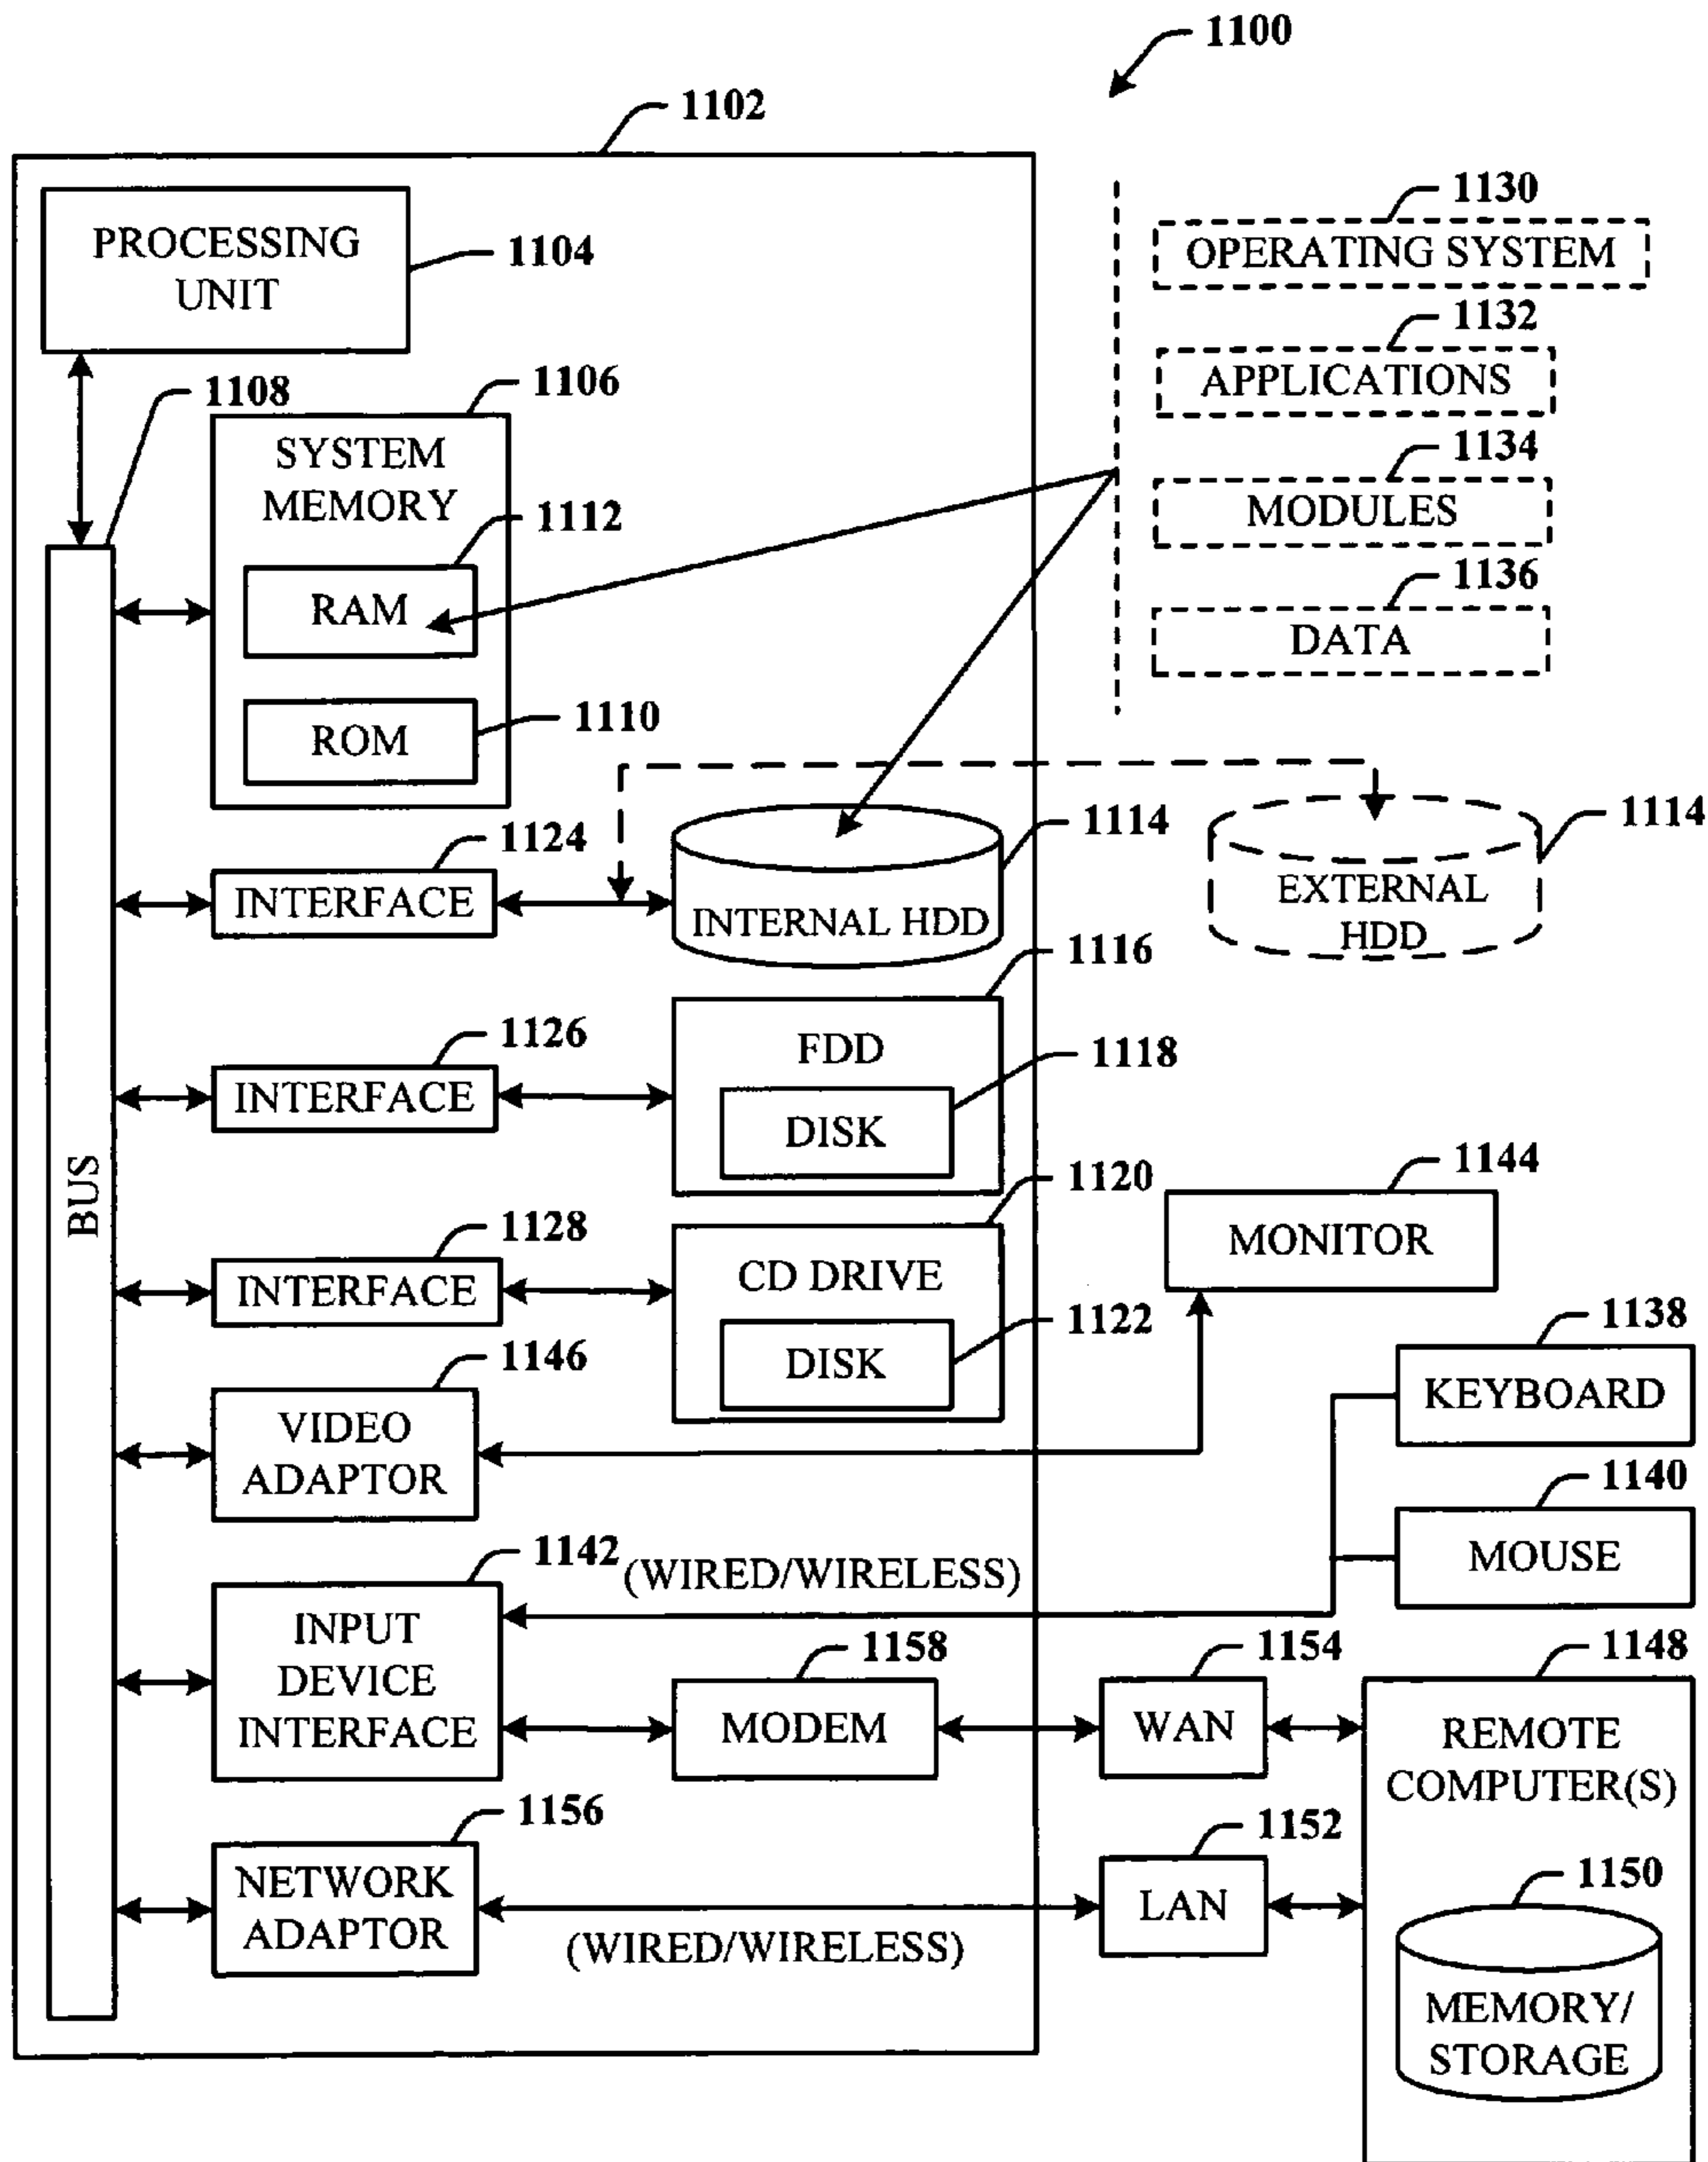 1100
1102
PROCESSING
UNIT
1104
1130
OPERATING SYSTEM
1132
APPLICATIONS
1134
MODULES
1136
DATA
1108
1106
SYSTEM
MEMORY
1112
RAM
1110
ROM
1124
INTERFACE
1114
INTERNAL HDD
1114
EXTERNAL
HDD
1126
INTERFACE
1116
FDD
1118
DISK
BUS
1128
INTERFACE
1120
CD DRIVE
1122
DISK
1144
MONITOR
1138
KEYBOARD
1146
VIDEO
ADAPTOR
1140
MOUSE
1142
(WIRED/WIRELESS)
INPUT
DEVICE
INTERFACE
1158
MODEM
1154
WAN
1148
REMOTE
COMPUTER(S)
1156
NETWORK
ADAPTOR
(WIRED/WIRELESS)
1152
LAN
1150
MEMORY/
STORAGE